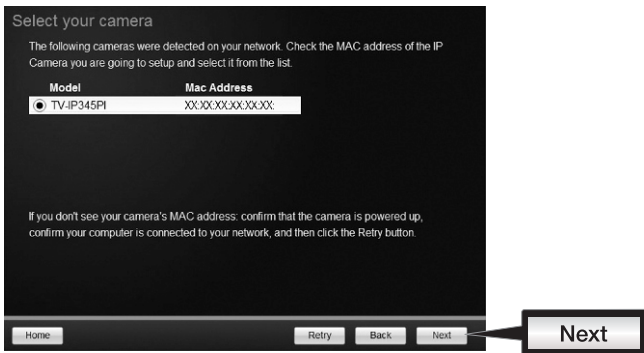 Select your camera
The following cameras were detected on your network. Check the MAC address of the IP
Camera you are going to setup and select it from the list.
Model Mac Address
TV-IP345PI XX:XX:XX:XX:XX:XX:
If you don't see your camera's MAC address: confirm that the camera is powered up,
confirm your computer is connected to your network, and then click the Retry button.
Home Retry Back Next
Next